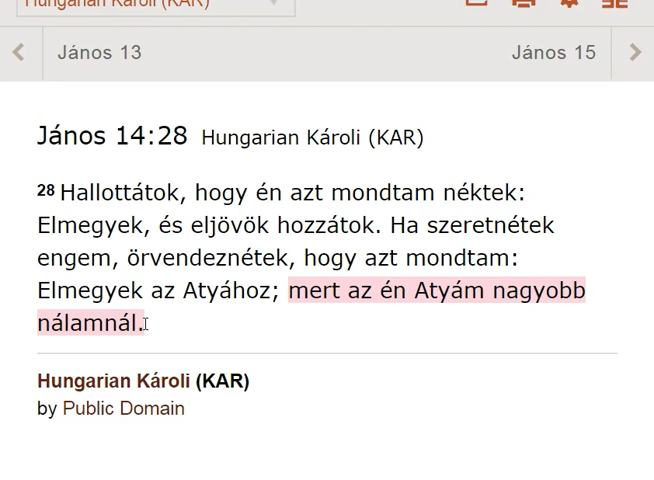 Hungarian Károli (KAR)
János 13
János 15
János 14:28 Hungarian Károli (KAR)
28 Hallottátok, hogy én azt mondtam néktek:
Elmegyek, és eljövök hozzátok. Ha szeretnétek
engem, örvendeznétek, hogy azt mondtam:
Elmegyek az Atyához; mert az én Atyám nagyobb
nálamnál.
Hungarian Károli (KAR)
by Public Domain